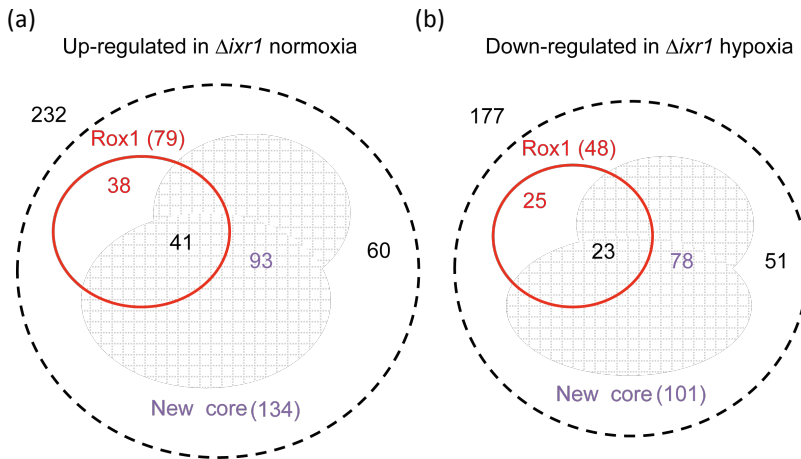 (a)
Up-regulated in Δixr1 normoxia
232
Rox1 (79)
38
41
93
60
New core (134)
(b)
Down-regulated in Δixr1 hypoxia
177
Rox1 (48)
25
23
78
51
New core (101)